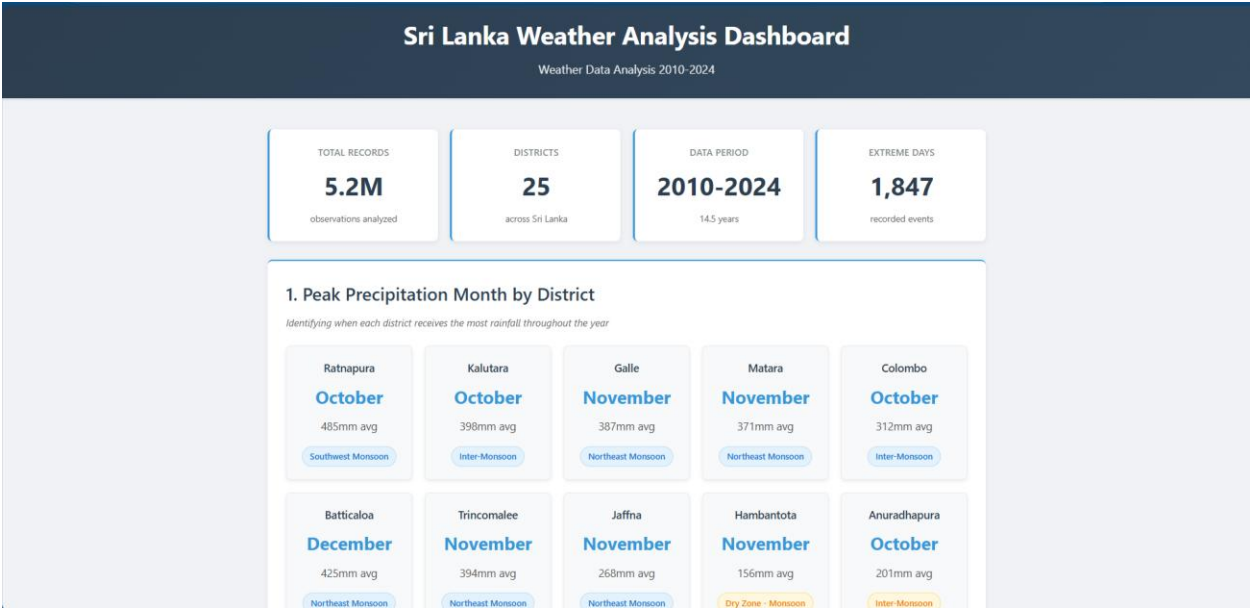 Sri Lanka Weather Analysis Dashboard
Weather Data Analysis 2010-2024
TOTAL RECORDS
5.2M
observations analyzed
DISTRICTS
25
across Sri Lanka
DATA PERIOD
2010-2024
14.5 years
EXTREME DAYS
1,847
recorded events
1. Peak Precipitation Month by District
Identifying when each district receives the most rainfall throughout the year
Ratnapura
October
485mm avg
Southwest Monsoon
Kalutara
October
398mm avg
Inter-Monsoon
Galle
November
387mm avg
Northeast Monsoon
Matara
November
371mm avg
Northeast Monsoon
Colombo
October
312mm avg
Inter-Monsoon
Batticaloa
December
425mm avg
Northeast Monsoon
Trincomalee
November
394mm avg
Northeast Monsoon
Jaffna
November
268mm avg
Northeast Monsoon
Hambantota
November
156mm avg
Dry Zone - Monsoon
Anuradhapura
October
201mm avg
Inter-Monsoon